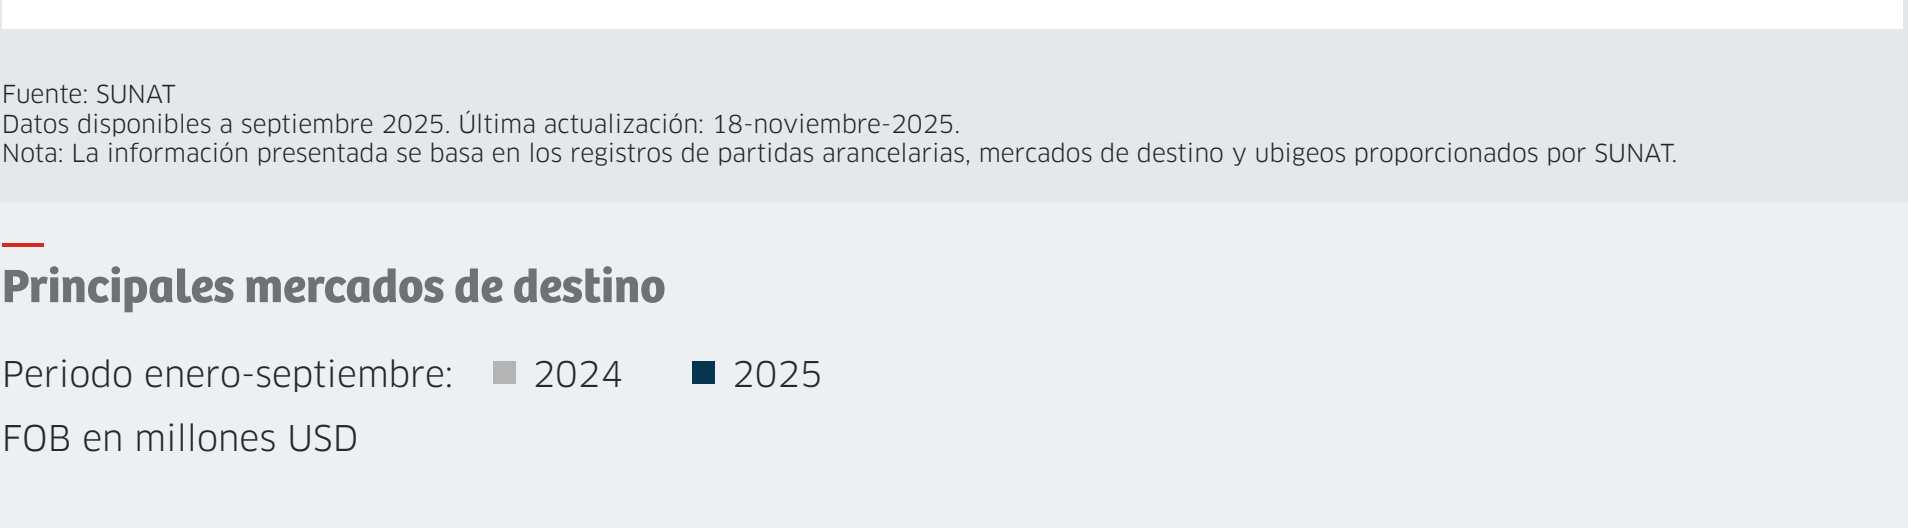 Fuente: SUNAT
Datos disponibles a septiembre 2025. Última actualización: 18-noviembre-2025.
Nota: La información presentada se basa en los registros de partidas arancelarias, mercados de destino y ubigeos proporcionados por SUNAT.
Principales mercados de destino
Periodo enero-septiembre: 2024 2025
FOB en millones USD